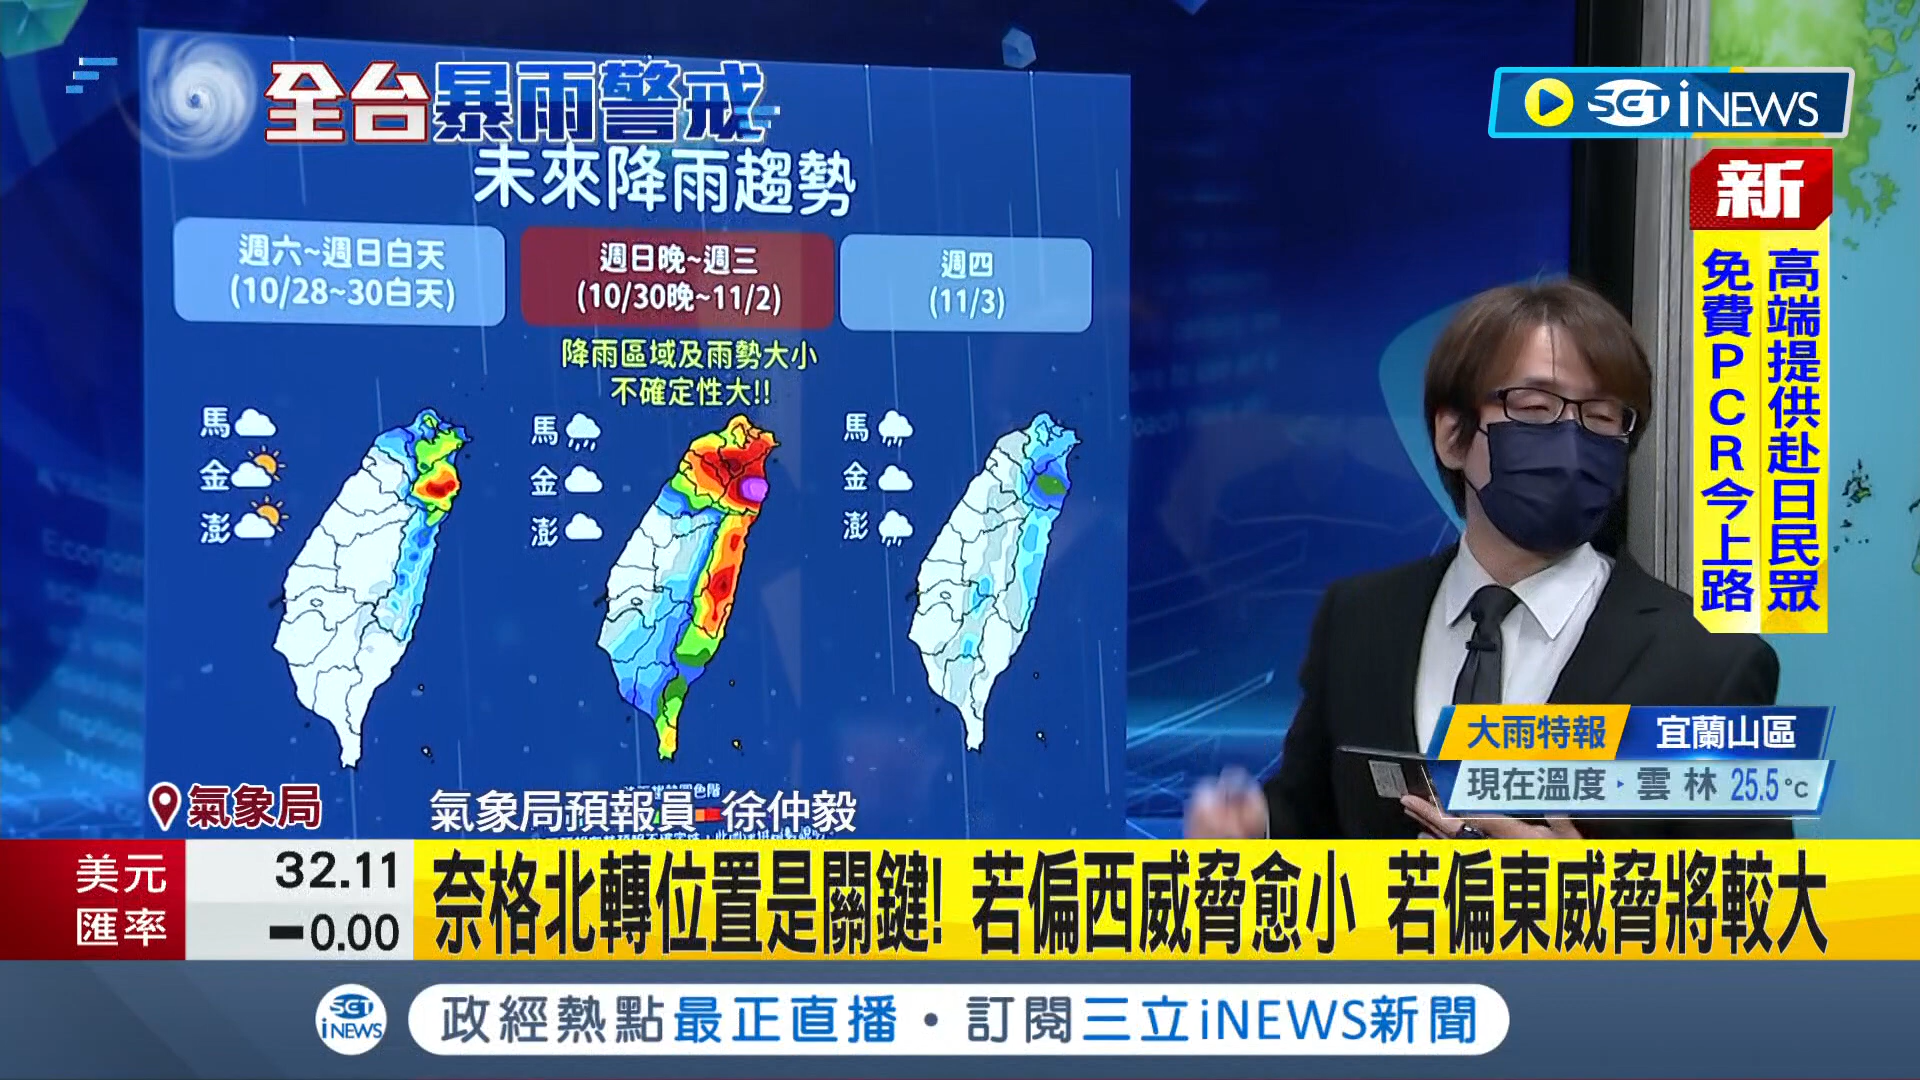 全台暴雨警戒
未來降雨趨勢
週六~週日白天
(10/28~30白天)
週日晚~週三
(10/30晚~11/2)
週四
(11/3)
降雨區域及雨勢大小
不確定性大!!
馬
金
澎
馬
金
澎
馬
金
澎
SET iNEWS
新
高端提供赴日民眾
免費PCR今上路
大雨特報 宜蘭山區
現在溫度 雲林 25.5°C
氣象局
氣象局預報員 徐仲毅
美元
匯率
32.11
-0.00
奈格北轉位置是關鍵! 若偏西威脅愈小 若偏東威脅將較大
SET
iNEWS
政經熱點最正直播・訂閱三立iNEWS新聞